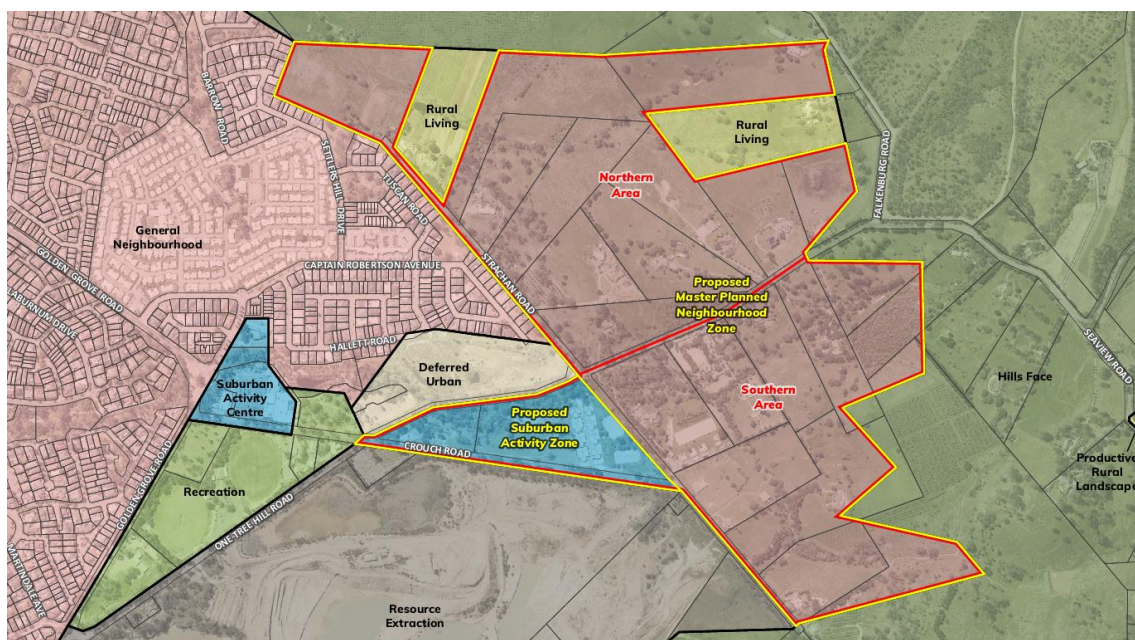 BARROW ROAD
Rural
Living
Rural
Living
FALKENBURG ROAD
SETTLERS HILL DRIVE
TUSCAN ROAD
Northern
Area
General
Neighbourhood
STRACHAN ROAD
GOLDEN GROVE ROAD
CAPTAIN ROBERTSON AVENUE
LABURNUM DRIVE
Proposed
Master Planned
Neighbourhood
Zone
SEAVIEW ROAD
HALLETT ROAD
Deferred
Urban
Suburban
Activity
Centre
Hills Face
Southern
Area
Proposed
Suburban
Activity Zone
CROUCH ROAD
Productive
Rural
Landscape
Recreation
GOLDEN GROVE ROAD
ONE TREE HILL ROAD
MARTINDALE AVE
Resource
Extraction